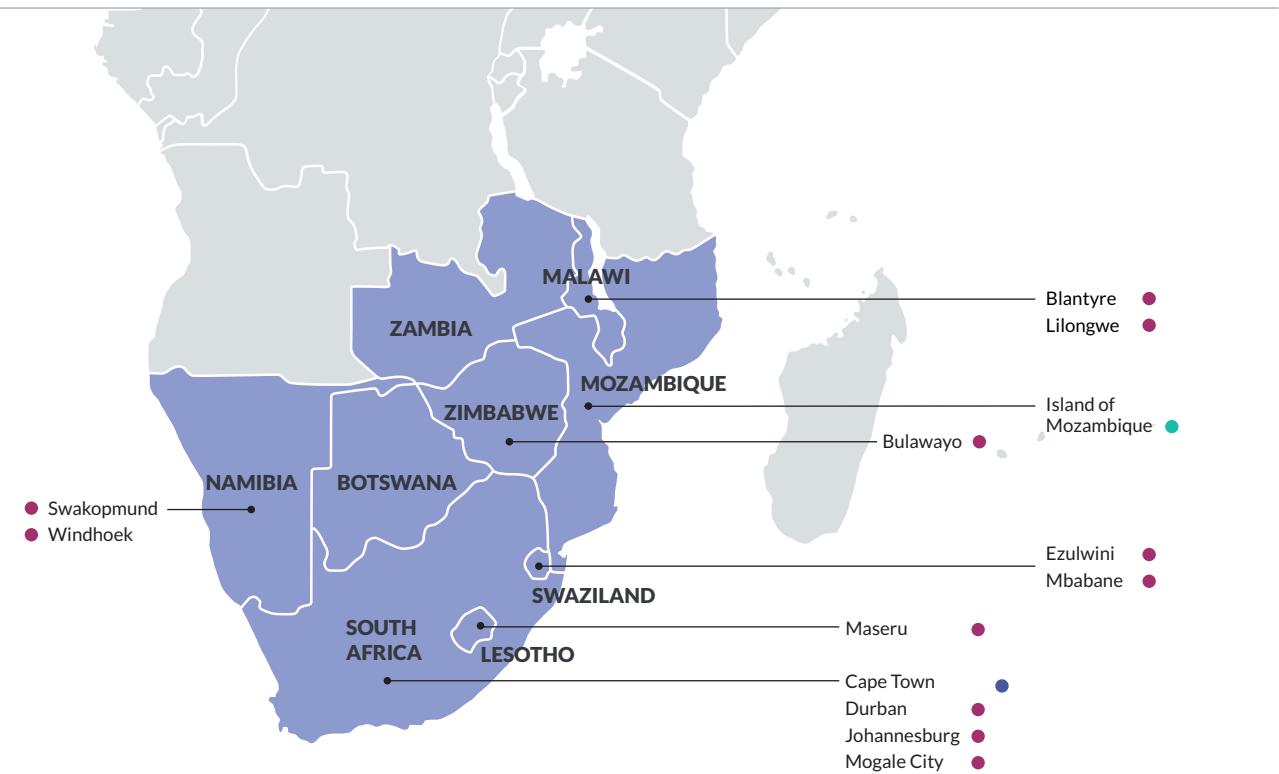 MALAWI
Blantyre
Lilongwe
ZAMBIA
MOZAMBIQUE
Island of
Mozambique
ZIMBABWE
Bulawayo
NAMIBIA
BOTSWANA
Swakopmund
Windhoek
Ezulwini
Mbabane
SWAZILAND
SOUTH
AFRICA
Maseru
LESOTHO
Cape Town
Durban
Johannesburg
Mogale City